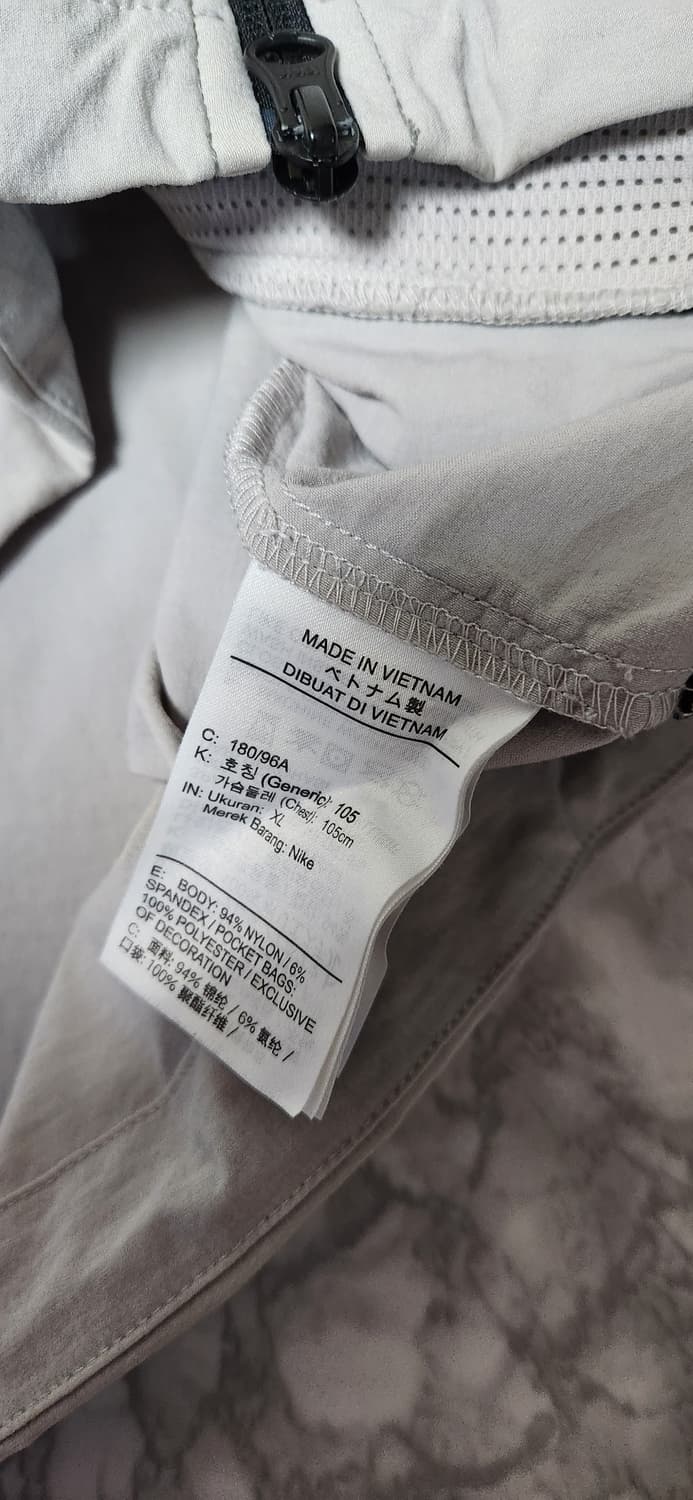 MADE IN VIETNAM
ベトナム製
DIBUAT DI VIETNAM
C: 180/96A
K: 호칭 (Generic): 105
가슴둘레 (Chest): 105cm
IN: Ukuran: XL
Merek Barang: Nike
E: BODY: 94% NYLON / 6%
SPANDEX / POCKET BAGS:
100% POLYESTER / EXCLUSIVE
OF DECORATION
C: 面料: 94% 锦纶 / 6% 氨纶 /
口袋: 100% 聚酯纤维 /